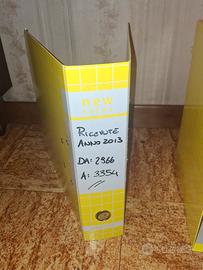 new
RICEVUTE
ANNO 2013
DA: 2966
A: 3354